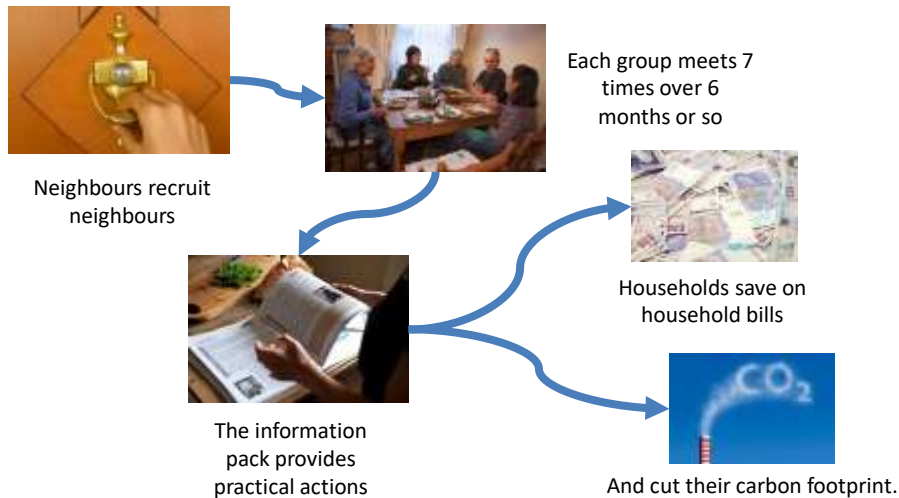 Each group meets 7
times over 6
months or so
Neighbours recruit
neighbours
Households save on
household bills
CO2
The information
pack provides
practical actions
And cut their carbon footprint.